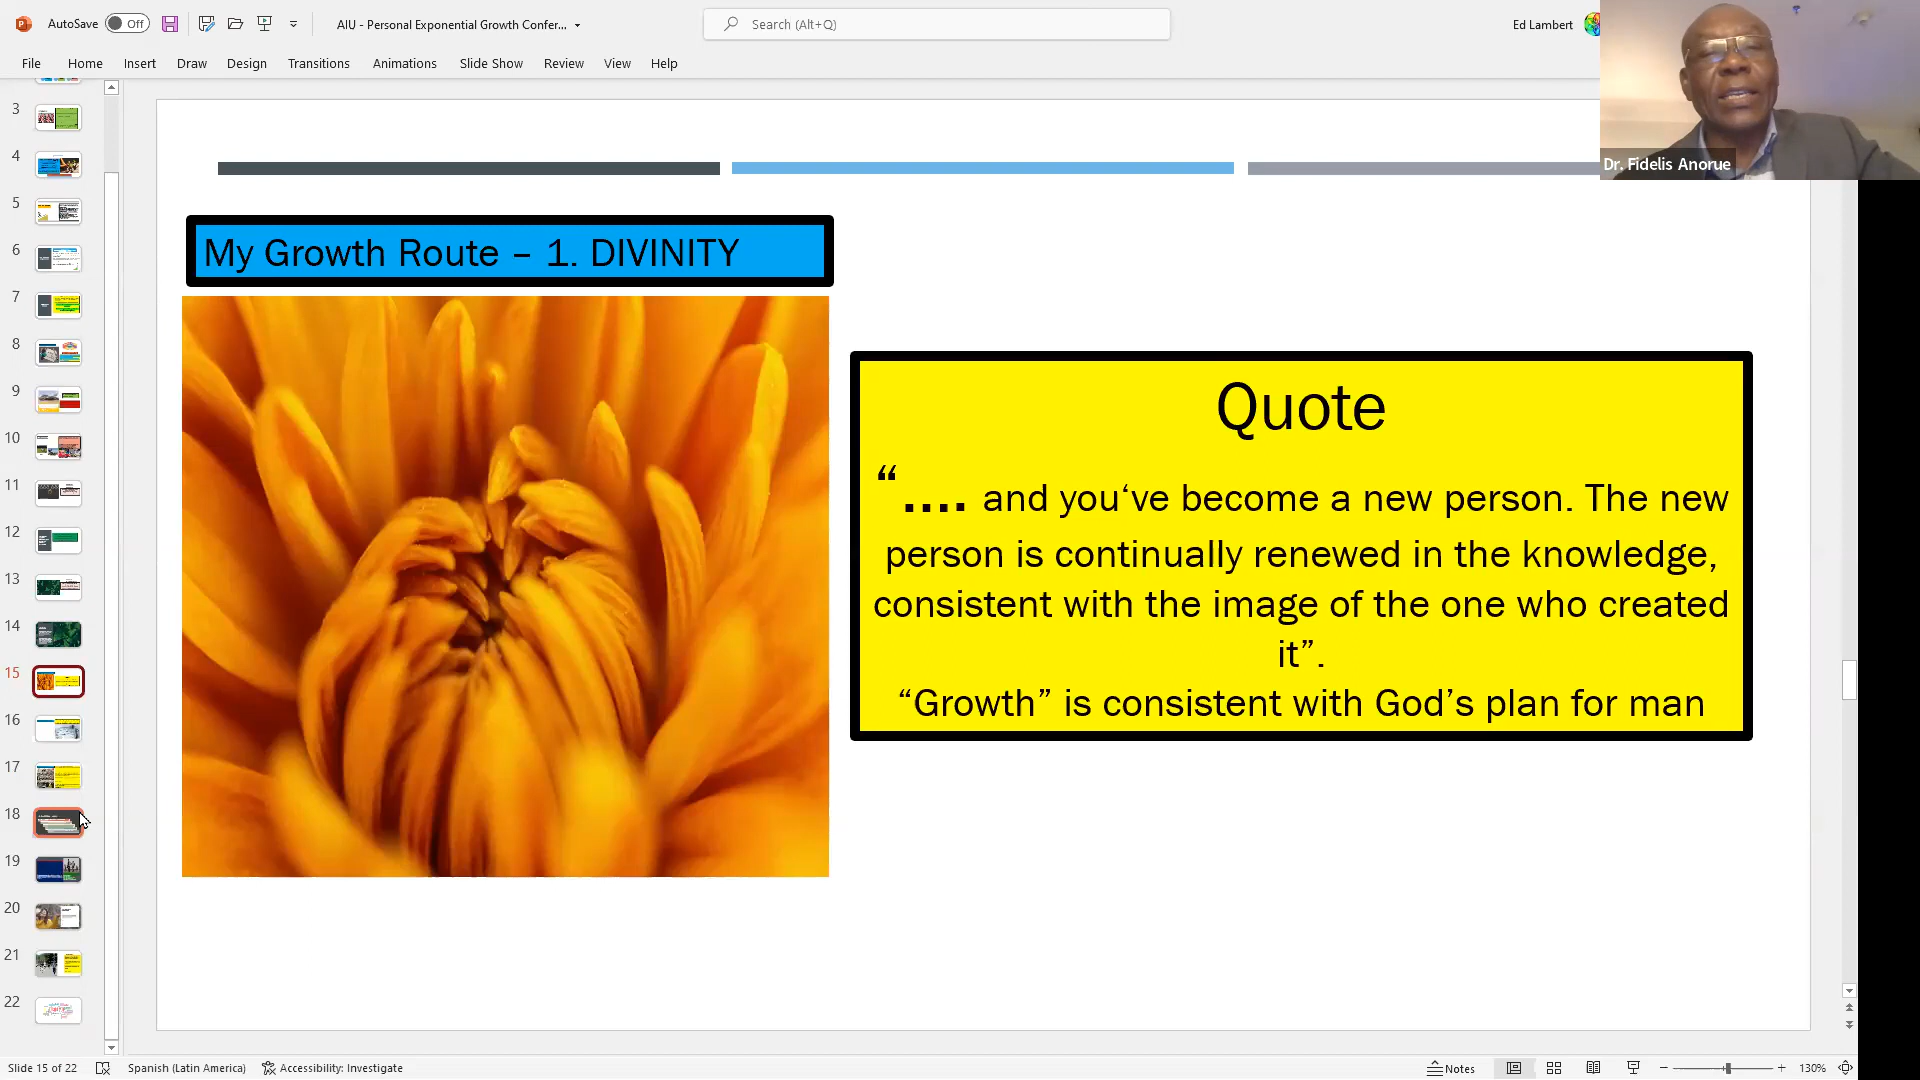 AutoSave Off
AIU - Personal Exponential Growth Confer...
Search (Alt+Q)
Ed Lambert
File Home Insert Draw Design Transitions Animations Slide Show Review View Help
Dr. Fidelis Anorue
3
4
5
6
7
8
9
10
11
12
13
14
15
16
17
18
19
20
21
22
My Growth Route – 1. DIVINITY
Quote
“…. and you‘ve become a new person. The new
person is continually renewed in the knowledge,
consistent with the image of the one who created
it”.
“Growth” is consistent with God’s plan for man
Slide 15 of 22 Spanish (Latin America) Accessibility: Investigate Notes 130%